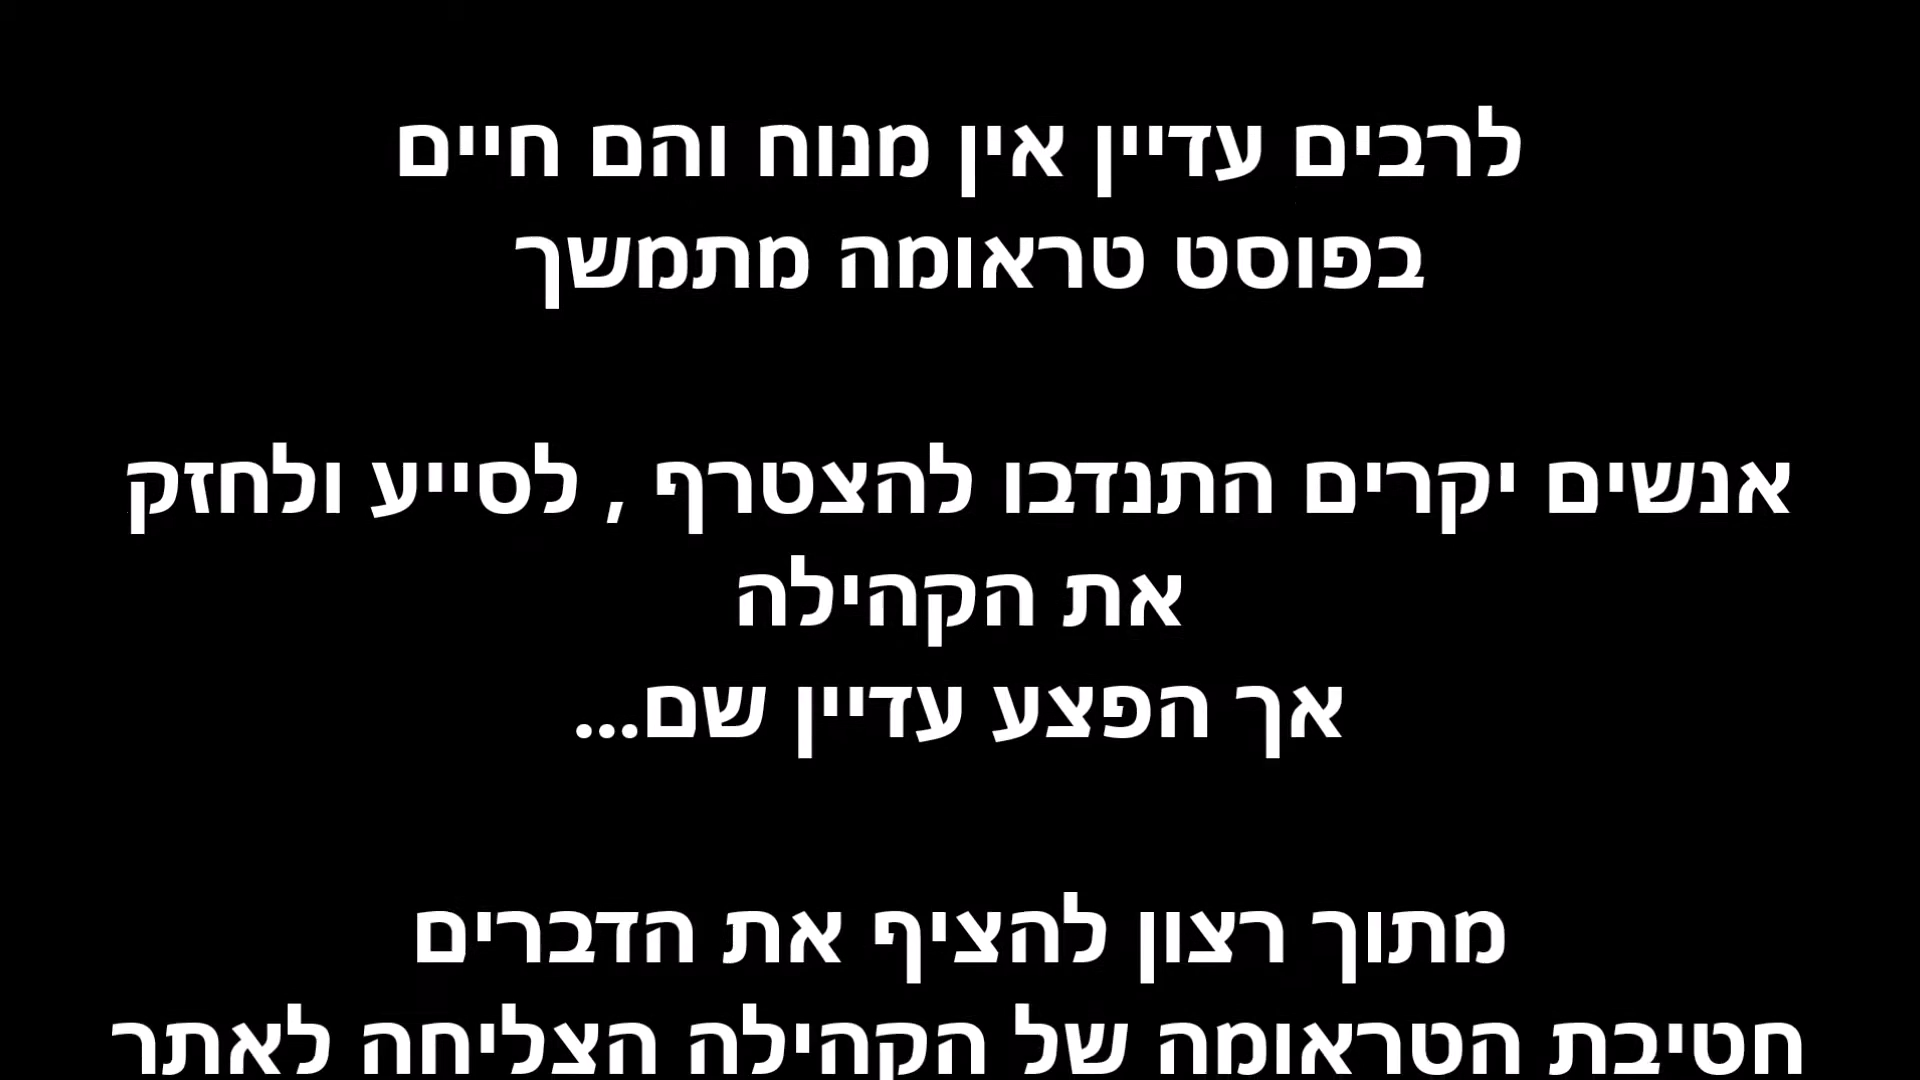 לרבים עדיין אין מנוח והם חיים
בפוסט טראומה מתמשך
אנשים יקרים התנדבו להצטרף , לסייע ולחזק
את הקהילה
אך הפצע עדיין שם...
מתוך רצון להציף את הדברים
חטיבת הטראומה של הקהילה הצליחה לאתר